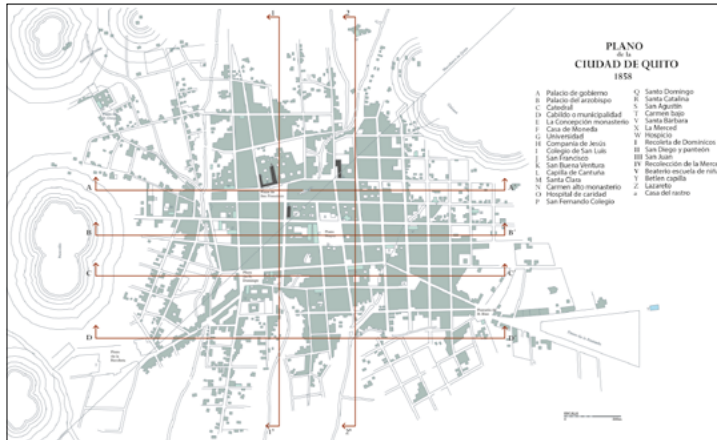 PLANO
de la
CIUDAD DE QUITO
1858
A Palacio de gobierno
B Palacio del arzobispo
C Catedral
D Cabildo o municipalidad
E La Concepción monasterio
F Casa de Moneda
G Universidad
H Compañía de Jesús
I Colegio de San Luis
J San Francisco
K San Buena Ventura
L Capilla de Cantuña
M Santa Clara
N Carmen alto monasterio
O Hospital de caridad
P San Fernando Colegio
Q Santo Domingo
R Santa Catalina
S San Agustín
T Carmen bajo
V Santa Bárbara
X La Merced
W Hospicio
I Recoleta de Dominicos
II San Diego y panteón
III San Juan
IV Recolección de la Merced
V Beaterio escuela de niñas
Y Betlen capilla
Z Lazareto
a Casa del rastro
A
A'
B
B'
C
C'
D
D'
1'
2'